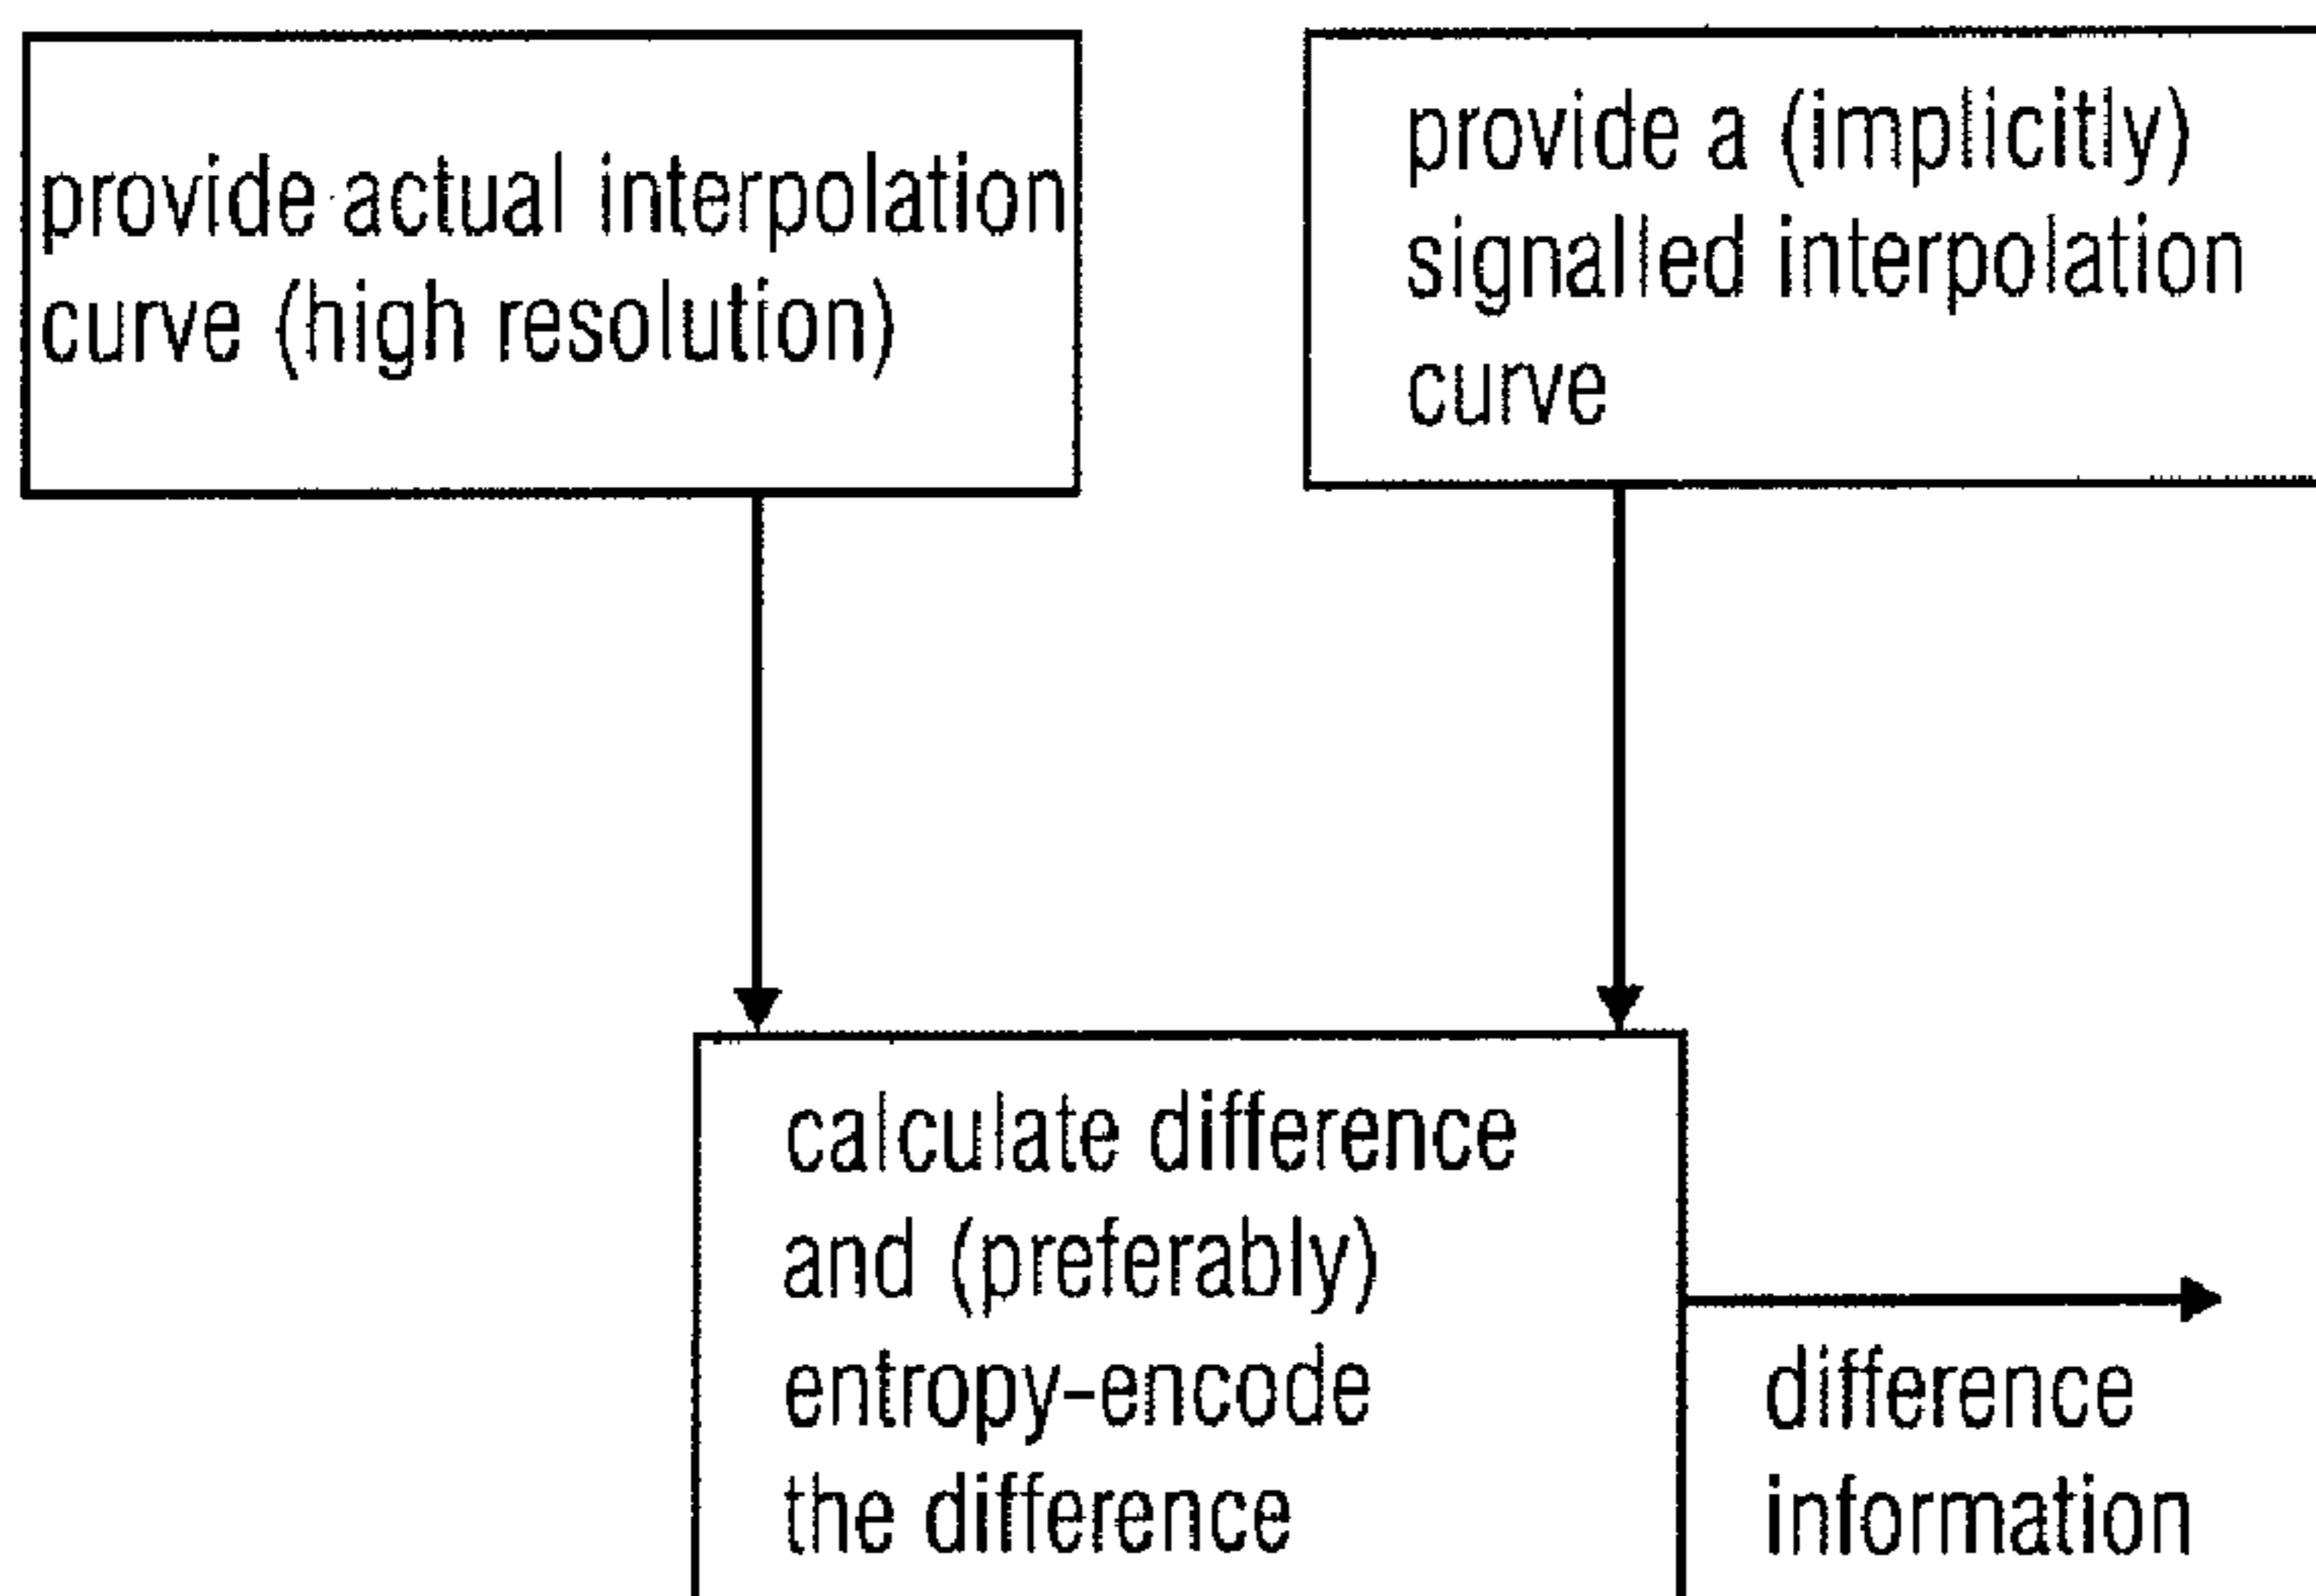 provide actual interpolation
curve (high resolution)
provide a (implicitly)
signalled interpolation
curve
calculate difference
and (preferably)
entropy-encode
the difference
difference
information